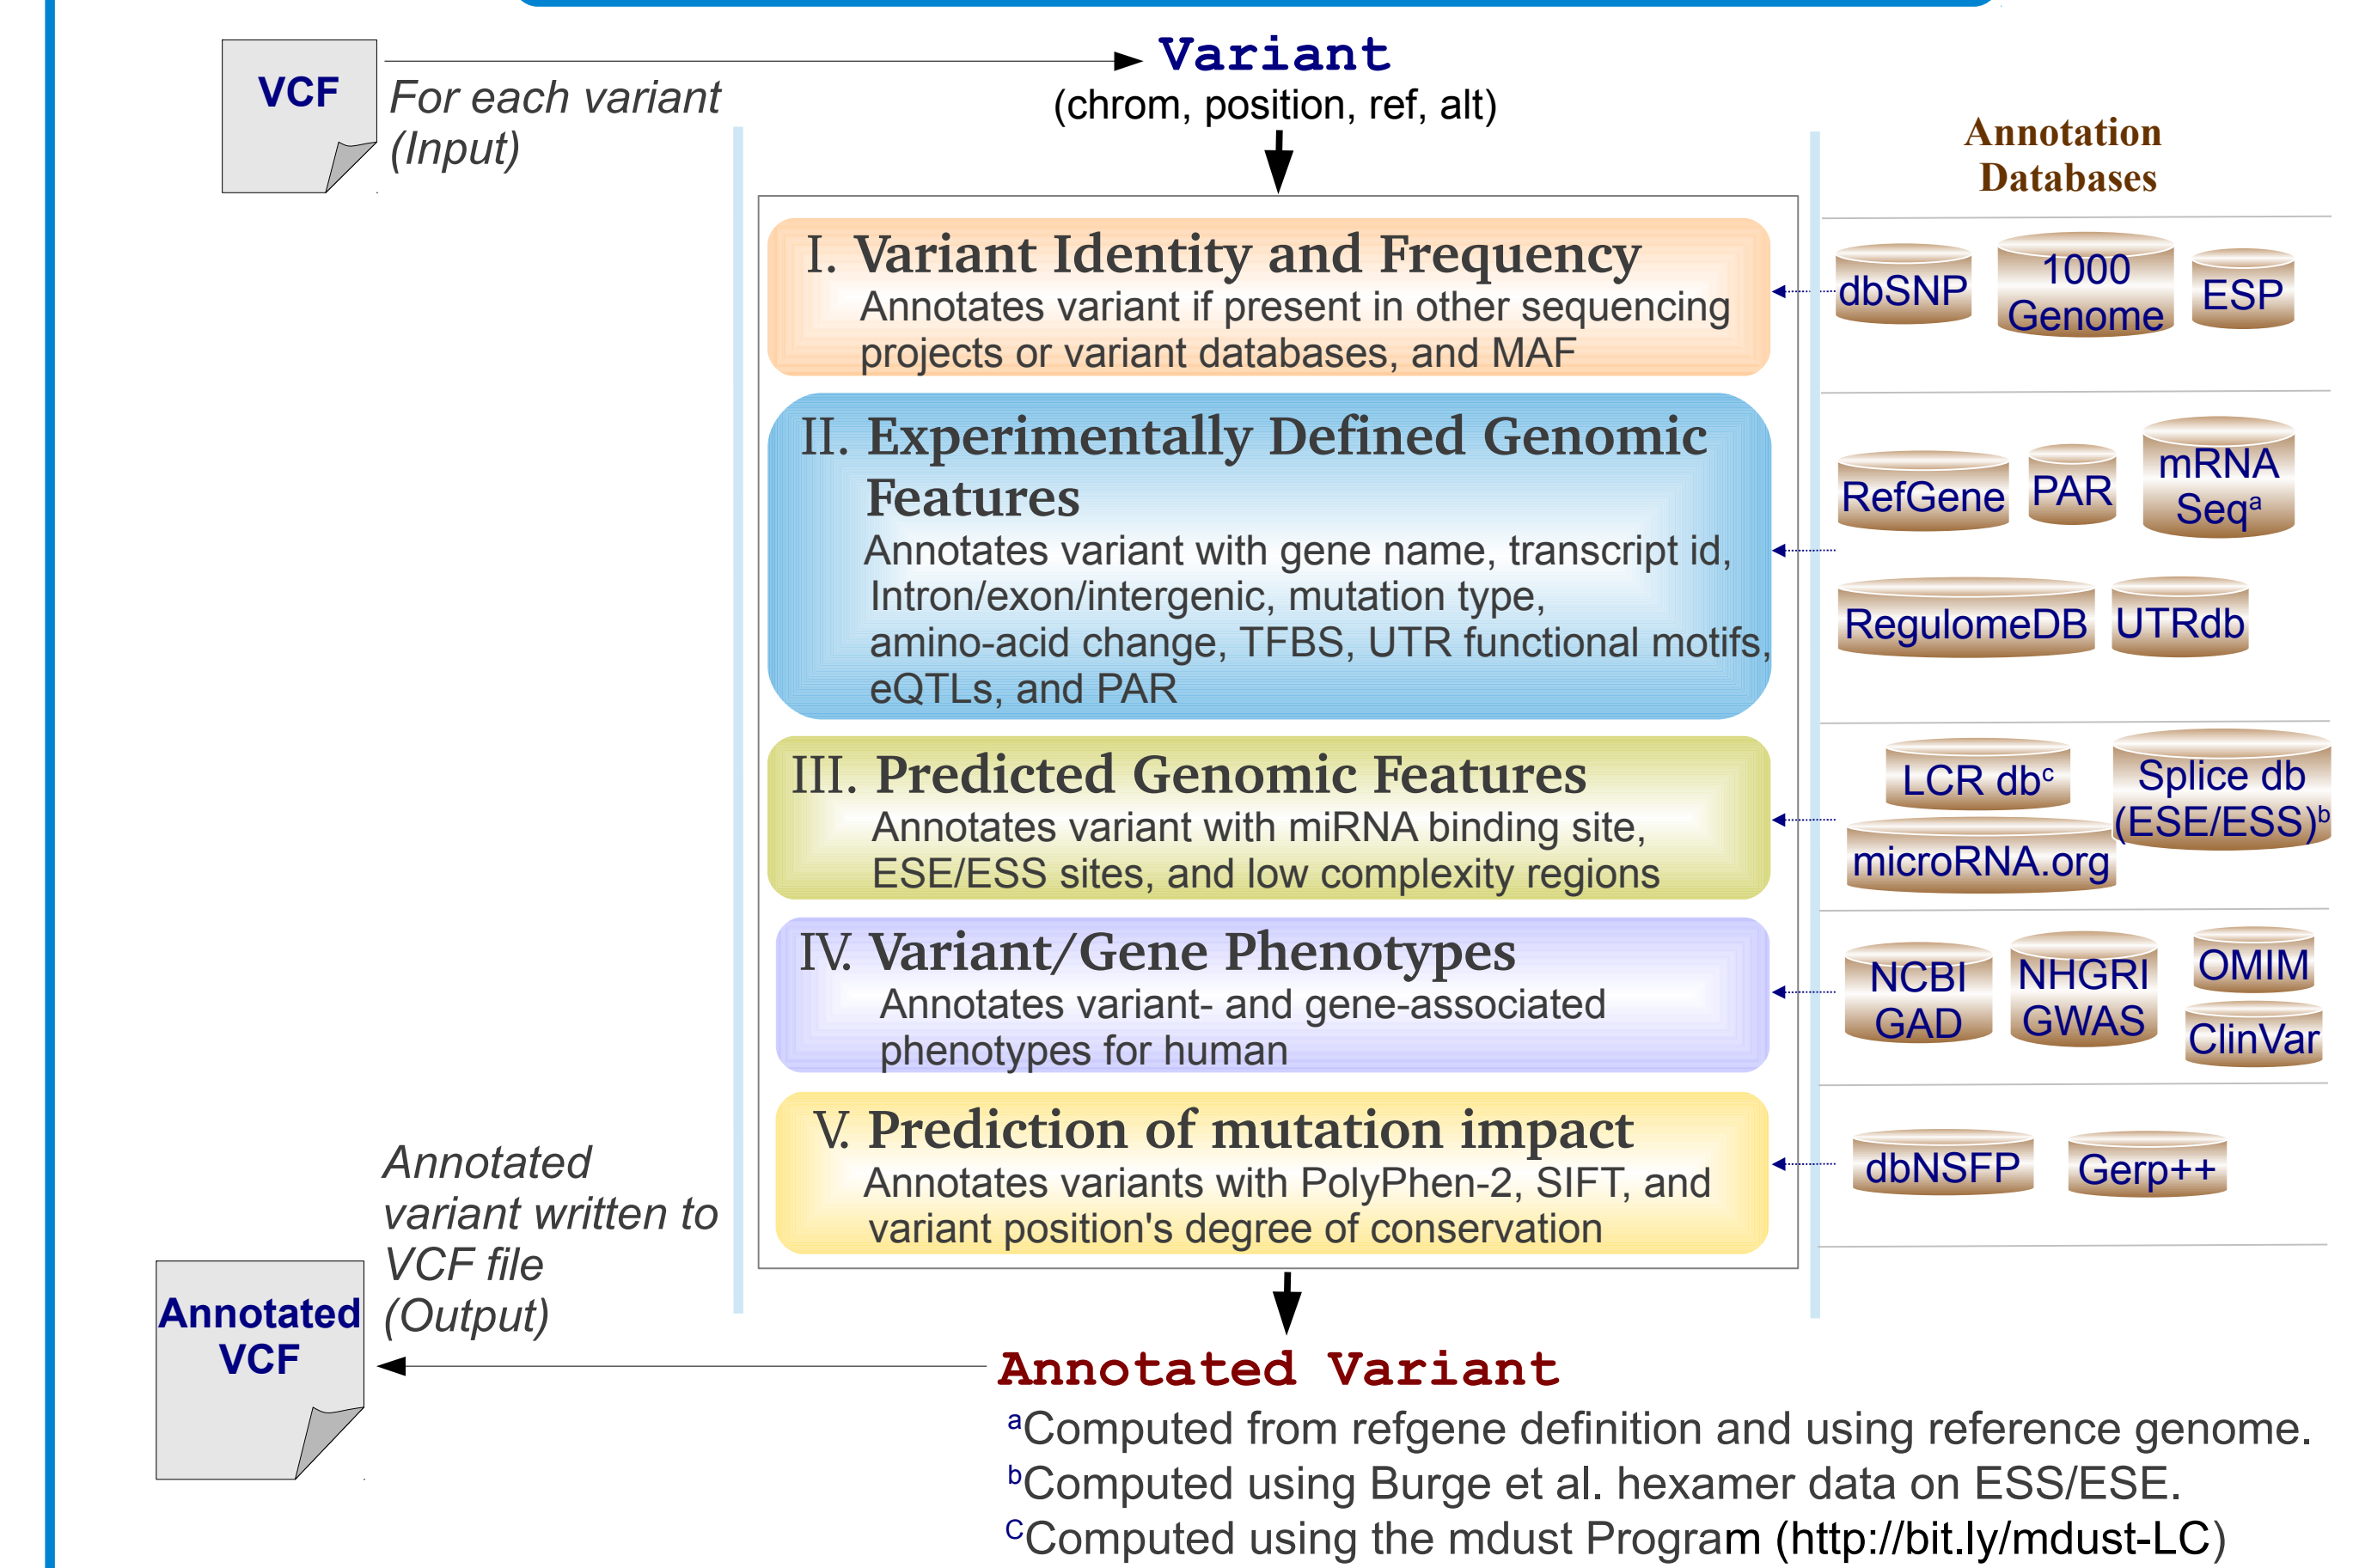 VCF
For each variant
(Input)
Variant
(chrom, position, ref, alt)
Annotation
Databases
I. Variant Identity and Frequency
Annotates variant if present in other sequencing
projects or variant databases, and MAF
dbSNP
1000
Genome
ESP
II. Experimentally Defined Genomic
Features
Annotates variant with gene name, transcript id,
Intron/exon/intergenic, mutation type,
amino-acid change, TFBS, UTR functional motifs,
eQTLs, and PAR
RefGene
PAR
mRNA
Seqᵃ
RegulomeDB
UTRdb
III. Predicted Genomic Features
Annotates variant with miRNA binding site,
ESE/ESS sites, and low complexity regions
LCR dbᶜ
Splice db
(ESE/ESS)ᵇ
microRNA.org
IV. Variant/Gene Phenotypes
Annotates variant- and gene-associated
phenotypes for human
NCBI
GAD
NHGRI
GWAS
OMIM
ClinVar
V. Prediction of mutation impact
Annotates variants with PolyPhen-2, SIFT, and
variant position's degree of conservation
dbNSFP
Gerp++
Annotated
variant written to
VCF file
(Output)
Annotated
VCF
Annotated Variant
ᵃComputed from refgene definition and using reference genome.
ᵇComputed using Burge et al. hexamer data on ESS/ESE.
ᶜComputed using the mdust Program (http://bit.ly/mdust-LC)